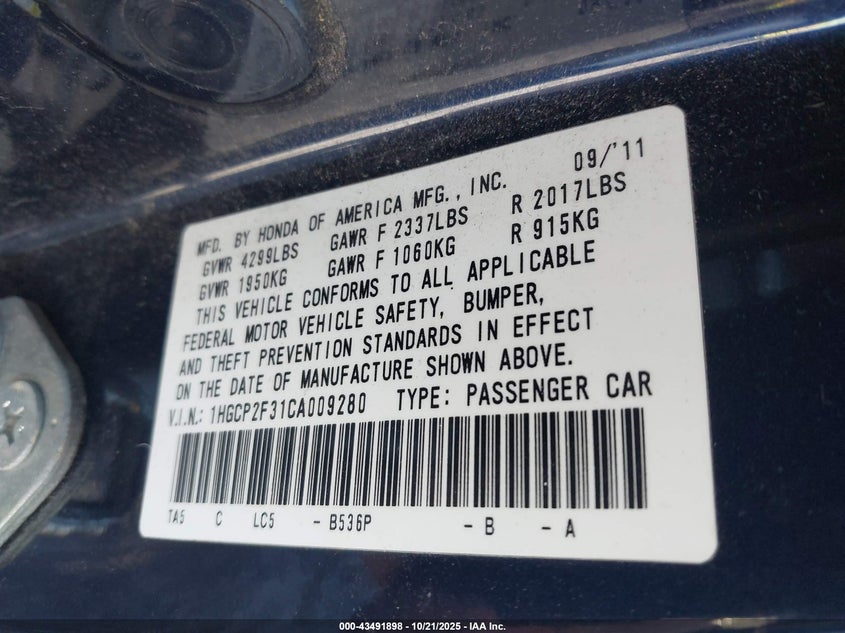 09/'11
MFD. BY HONDA OF AMERICA MFG., INC.
GVWR 4299LBS GAWR F 2337LBS R 2017LBS
GVWR 1950KG GAWR F 1060KG R 915KG
THIS VEHICLE CONFORMS TO ALL APPLICABLE
FEDERAL MOTOR VEHICLE SAFETY, BUMPER,
AND THEFT PREVENTION STANDARDS IN EFFECT
ON THE DATE OF MANUFACTURE SHOWN ABOVE.
V.I.N.: 1HGCP2F31CA009280 TYPE: PASSENGER CAR
TA5 C LC5 - B536P - B - A
000-43491898 - 10/21/2025 - IAA Inc.